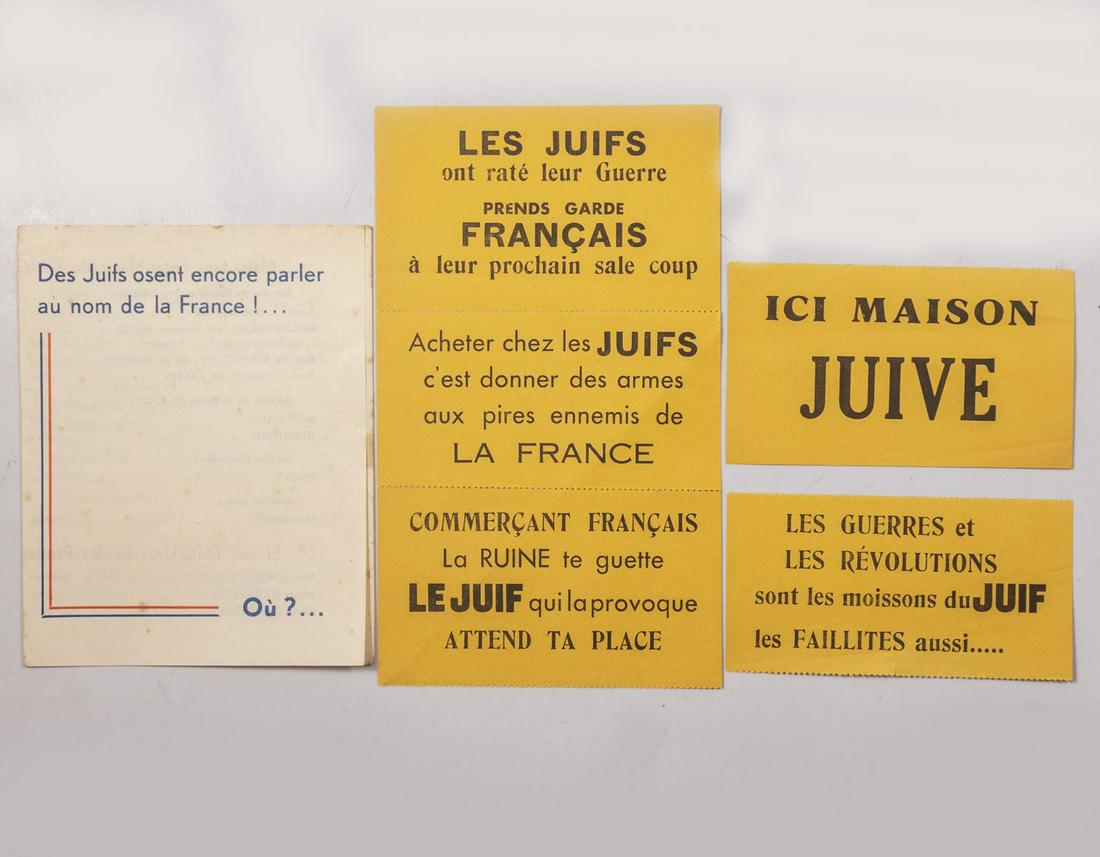 Des Juifs osent encore parler
au nom de la France !...
Où ?...
LES JUIFS
ont raté leur Guerre
PRENDS GARDE
FRANÇAIS
à leur prochain sale coup
Acheter chez les JUIFS
c'est donner des armes
aux pires ennemis de
LA FRANCE
COMMERÇANT FRANÇAIS
La RUINE te guette
LE JUIF qui la provoque
ATTEND TA PLACE
ICI MAISON
JUIVE
LES GUERRES et
LES RÉVOLUTIONS
sont les moissons du JUIF
les FAILLITES aussi.....